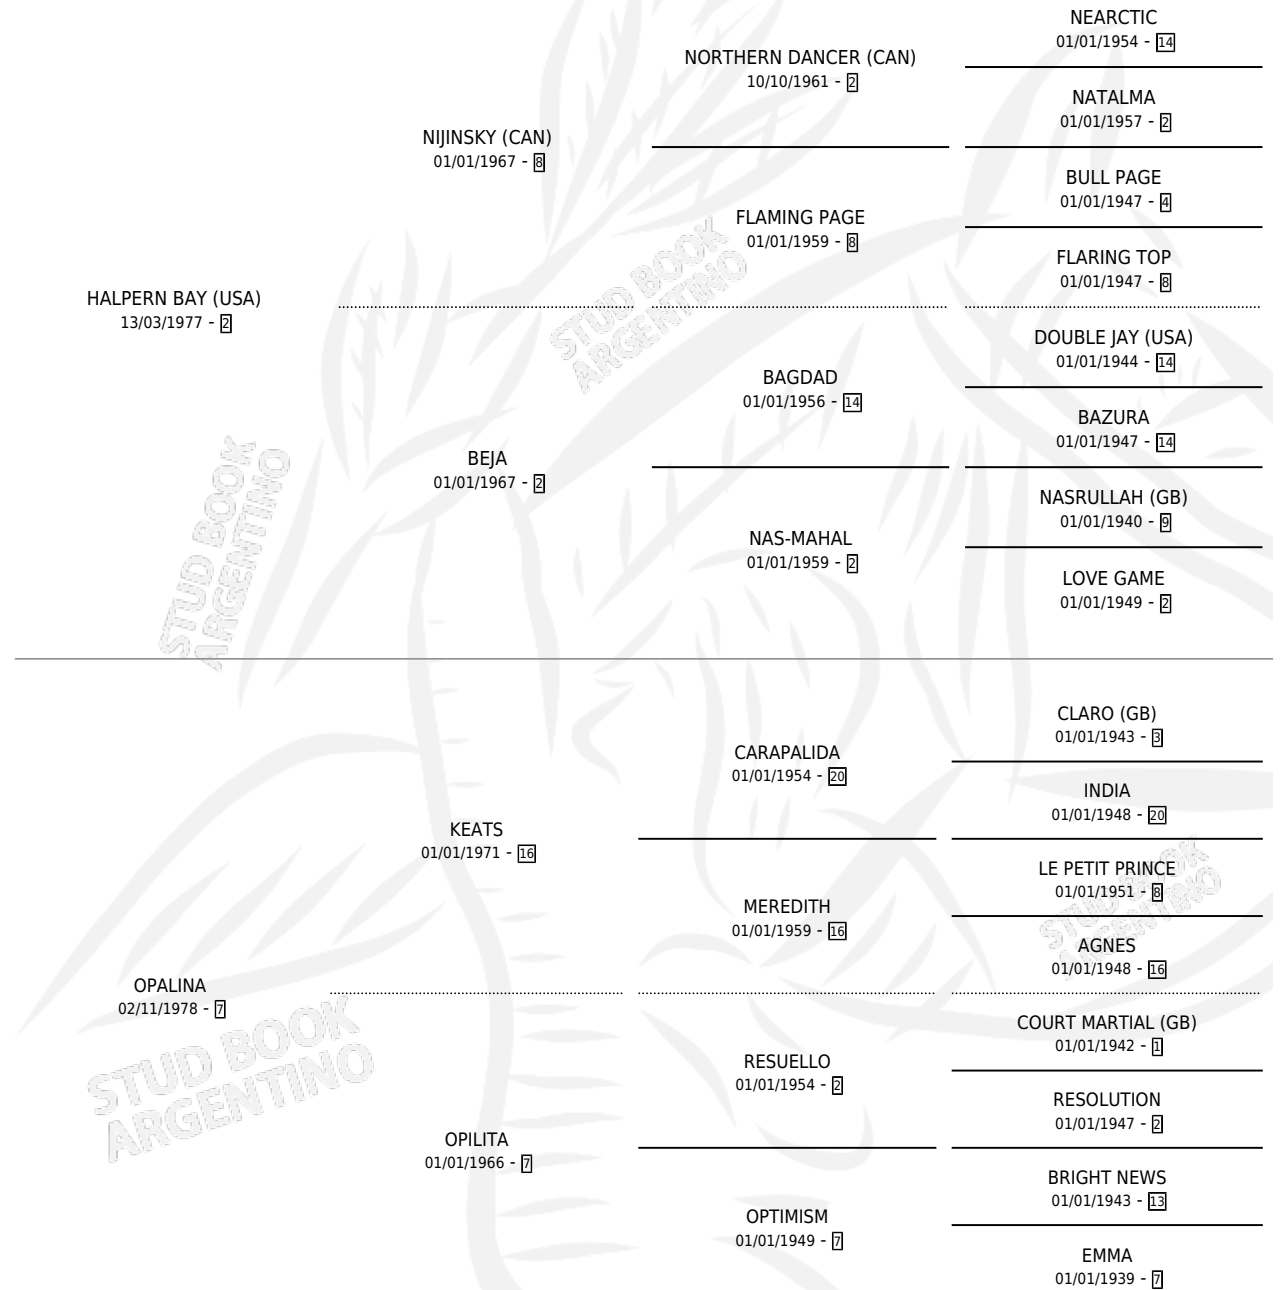 NEARCTIC
01/01/1954 - 14
NORTHERN DANCER (CAN)
10/10/1961 - 2
NATALMA
01/01/1957 - 2
NIJINSKY (CAN)
01/01/1967 - 8
BULL PAGE
01/01/1947 - 4
FLAMING PAGE
01/01/1959 - 8
FLARING TOP
01/01/1947 - 8
HALPERN BAY (USA)
13/03/1977 - 2
STUD BOOK
ARGENTINO
DOUBLE JAY (USA)
01/01/1944 - 14
BAGDAD
01/01/1956 - 14
BAZURA
01/01/1947 - 14
BEJA
01/01/1967 - 2
NASRULLAH (GB)
01/01/1940 - 9
NAS-MAHAL
01/01/1959 - 2
LOVE GAME
01/01/1949 - 2
STUD BOOK
ARGENTINO
CLARO (GB)
01/01/1943 - 3
CARAPALIDA
01/01/1954 - 20
INDIA
01/01/1948 - 20
KEATS
01/01/1971 - 16
LE PETIT PRINCE
01/01/1951 - 8
MEREDITH
01/01/1959 - 16
AGNES
01/01/1948 - 16
STUD BOOK
ARGENTINO
OPALINA
02/11/1978 - 7
COURT MARTIAL (GB)
01/01/1942 - 1
RESUELLO
01/01/1954 - 2
RESOLUTION
01/01/1947 - 2
STUD BOOK
ARGENTINO
OPILITA
01/01/1966 - 7
BRIGHT NEWS
01/01/1943 - 13
OPTIMISM
01/01/1949 - 7
EMMA
01/01/1939 - 7